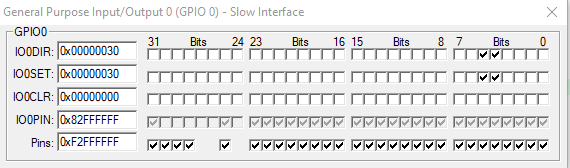 General Purpose Input/Output 0 (GPIO 0) - Slow Interface
GPIO0
31 Bits 24 23 Bits 16 15 Bits 8 7 Bits 0
IO0DIR: 0x00000030
IO0SET: 0x00000030
IO0CLR: 0x00000000
IO0PIN: 0x82FFFFFF
Pins: 0xF2FFFFFF